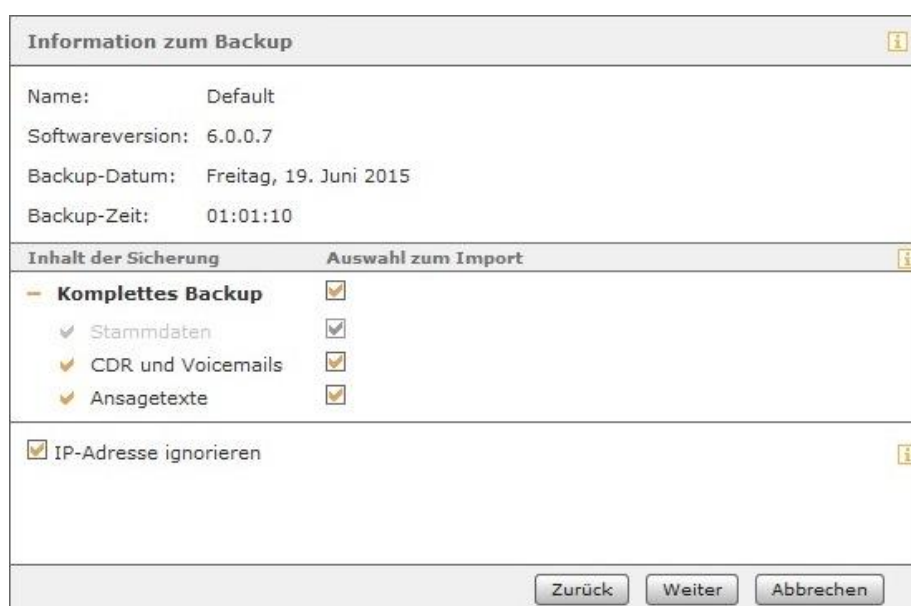 Information zum Backup
Name: Default
Softwareversion: 6.0.0.7
Backup-Datum: Freitag, 19. Juni 2015
Backup-Zeit: 01:01:10
Inhalt der Sicherung Auswahl zum Import
Komplettes Backup
Stammdaten
CDR und Voicemails
Ansagetexte
IP-Adresse ignorieren
Zurück Weiter Abbrechen